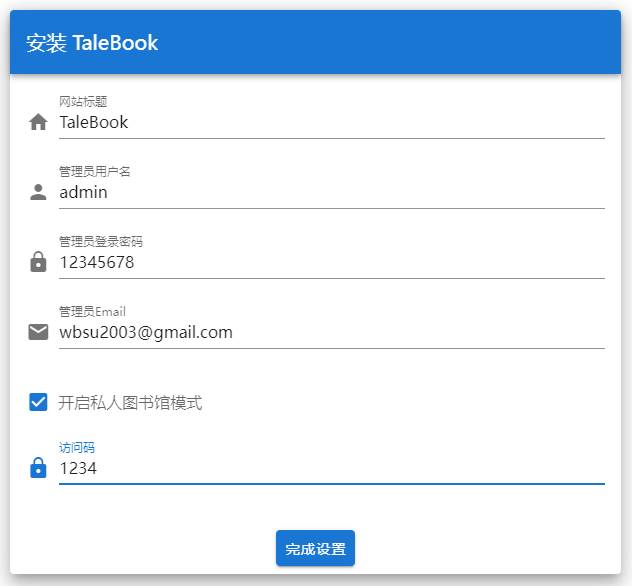 安装 TaleBook
网站标题
TaleBook
管理员用户名
admin
管理员登录密码
12345678
管理员Email
wbsu2003@gmail.com
开启私人图书馆模式
访问码
1234
完成设置